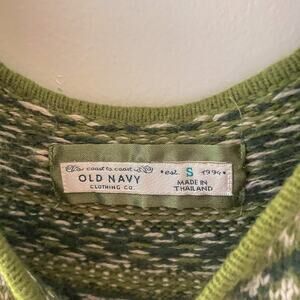 coast to coast
OLD NAVY
CLOTHING CO.
•est. S 1994•
MADE IN
THAILAND